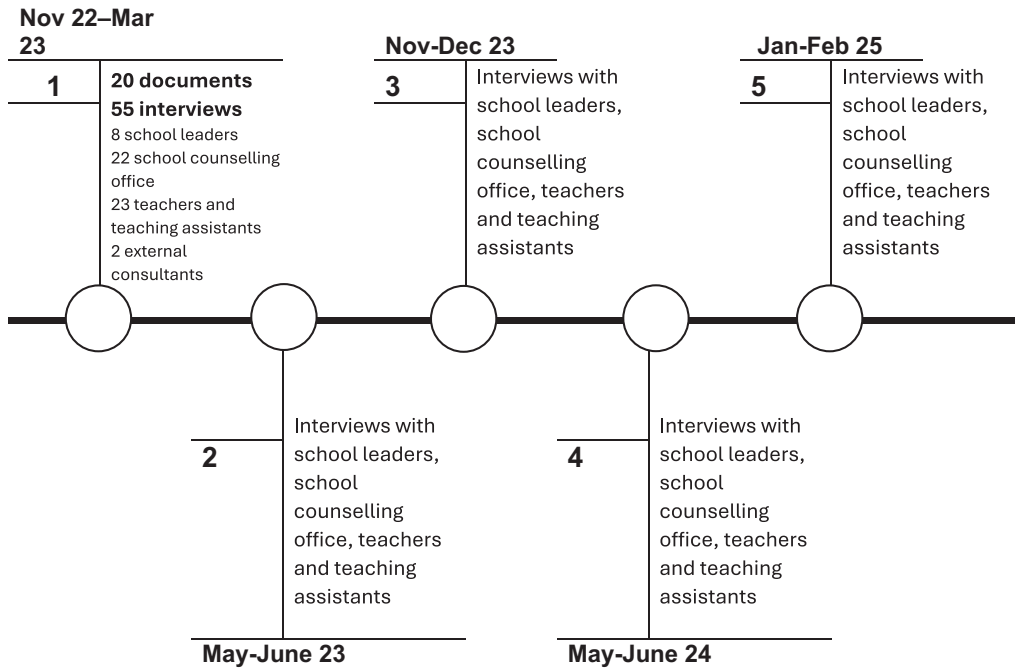 Nov 22–Mar
23
1
20 documents
55 interviews
8 school leaders
22 school counselling
office
23 teachers and
teaching assistants
2 external
consultants
2
Interviews with
school leaders,
school
counselling
office, teachers
and teaching
assistants
May-June 23
Nov-Dec 23
3
Interviews with
school leaders,
school
counselling
office, teachers
and teaching
assistants
4
Interviews with
school leaders,
school
counselling
office, teachers
and teaching
assistants
May-June 24
Jan-Feb 25
5
Interviews with
school leaders,
school
counselling
office, teachers
and teaching
assistants